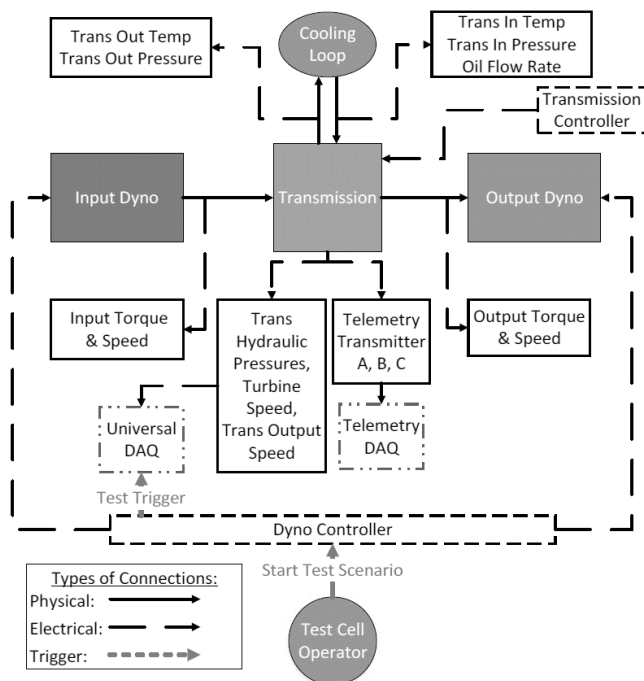 Trans Out Temp
Trans Out Pressure
Cooling
Loop
Trans In Temp
Trans In Pressure
Oil Flow Rate
Transmission
Controller
Input Dyno
Transmission
Output Dyno
Input Torque
& Speed
Trans
Hydraulic
Pressures,
Turbine
Speed,
Trans Output
Speed
Telemetry
Transmitter
A, B, C
Output Torque
& Speed
Universal
DAQ
Telemetry
DAQ
Test Trigger
Dyno Controller
Start Test Scenario
Types of Connections:
Physical:
Electrical:
Trigger:
Test Cell
Operator